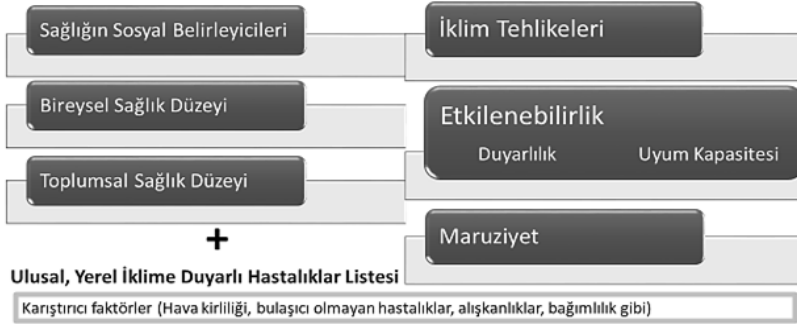 Sağlığın Sosyal Belirleyicileri
Bireysel Sağlık Düzeyi
Toplumsal Sağlık Düzeyi
+
Ulusal, Yerel İklime Duyarlı Hastalıklar Listesi
İklim Tehlikeleri
Etkilenebilirlik
Duyarlılık Uyum Kapasitesi
Maruziyet
Karıştırıcı faktörler (Hava kirliliği, bulaşıcı olmayan hastalıklar, alışkanlıklar, bağımlılık gibi)